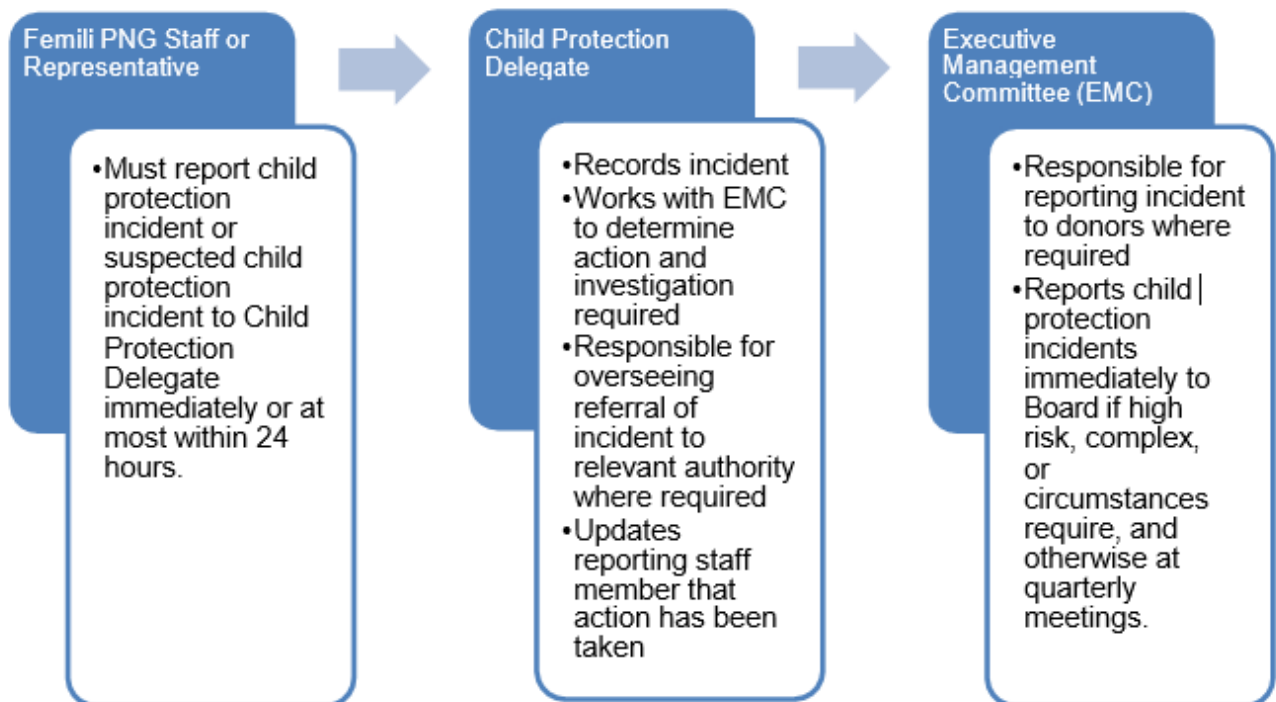 Femili PNG Staff or
Representative
•Must report child
protection
incident or
suspected child
protection
incident to Child
Protection
Delegate
immediately or at
most within 24
hours.
Child Protection
Delegate
•Records incident
•Works with EMC
to determine
action and
investigation
required
•Responsible for
overseeing
referral of
incident to
relevant authority
where required
•Updates
reporting staff
member that
action has been
taken
Executive
Management
Committee (EMC)
•Responsible for
reporting incident
to donors where
required
•Reports child
protection
incidents
immediately to
Board if high
risk, complex,
or
circumstances
require, and
otherwise at
quarterly
meetings.